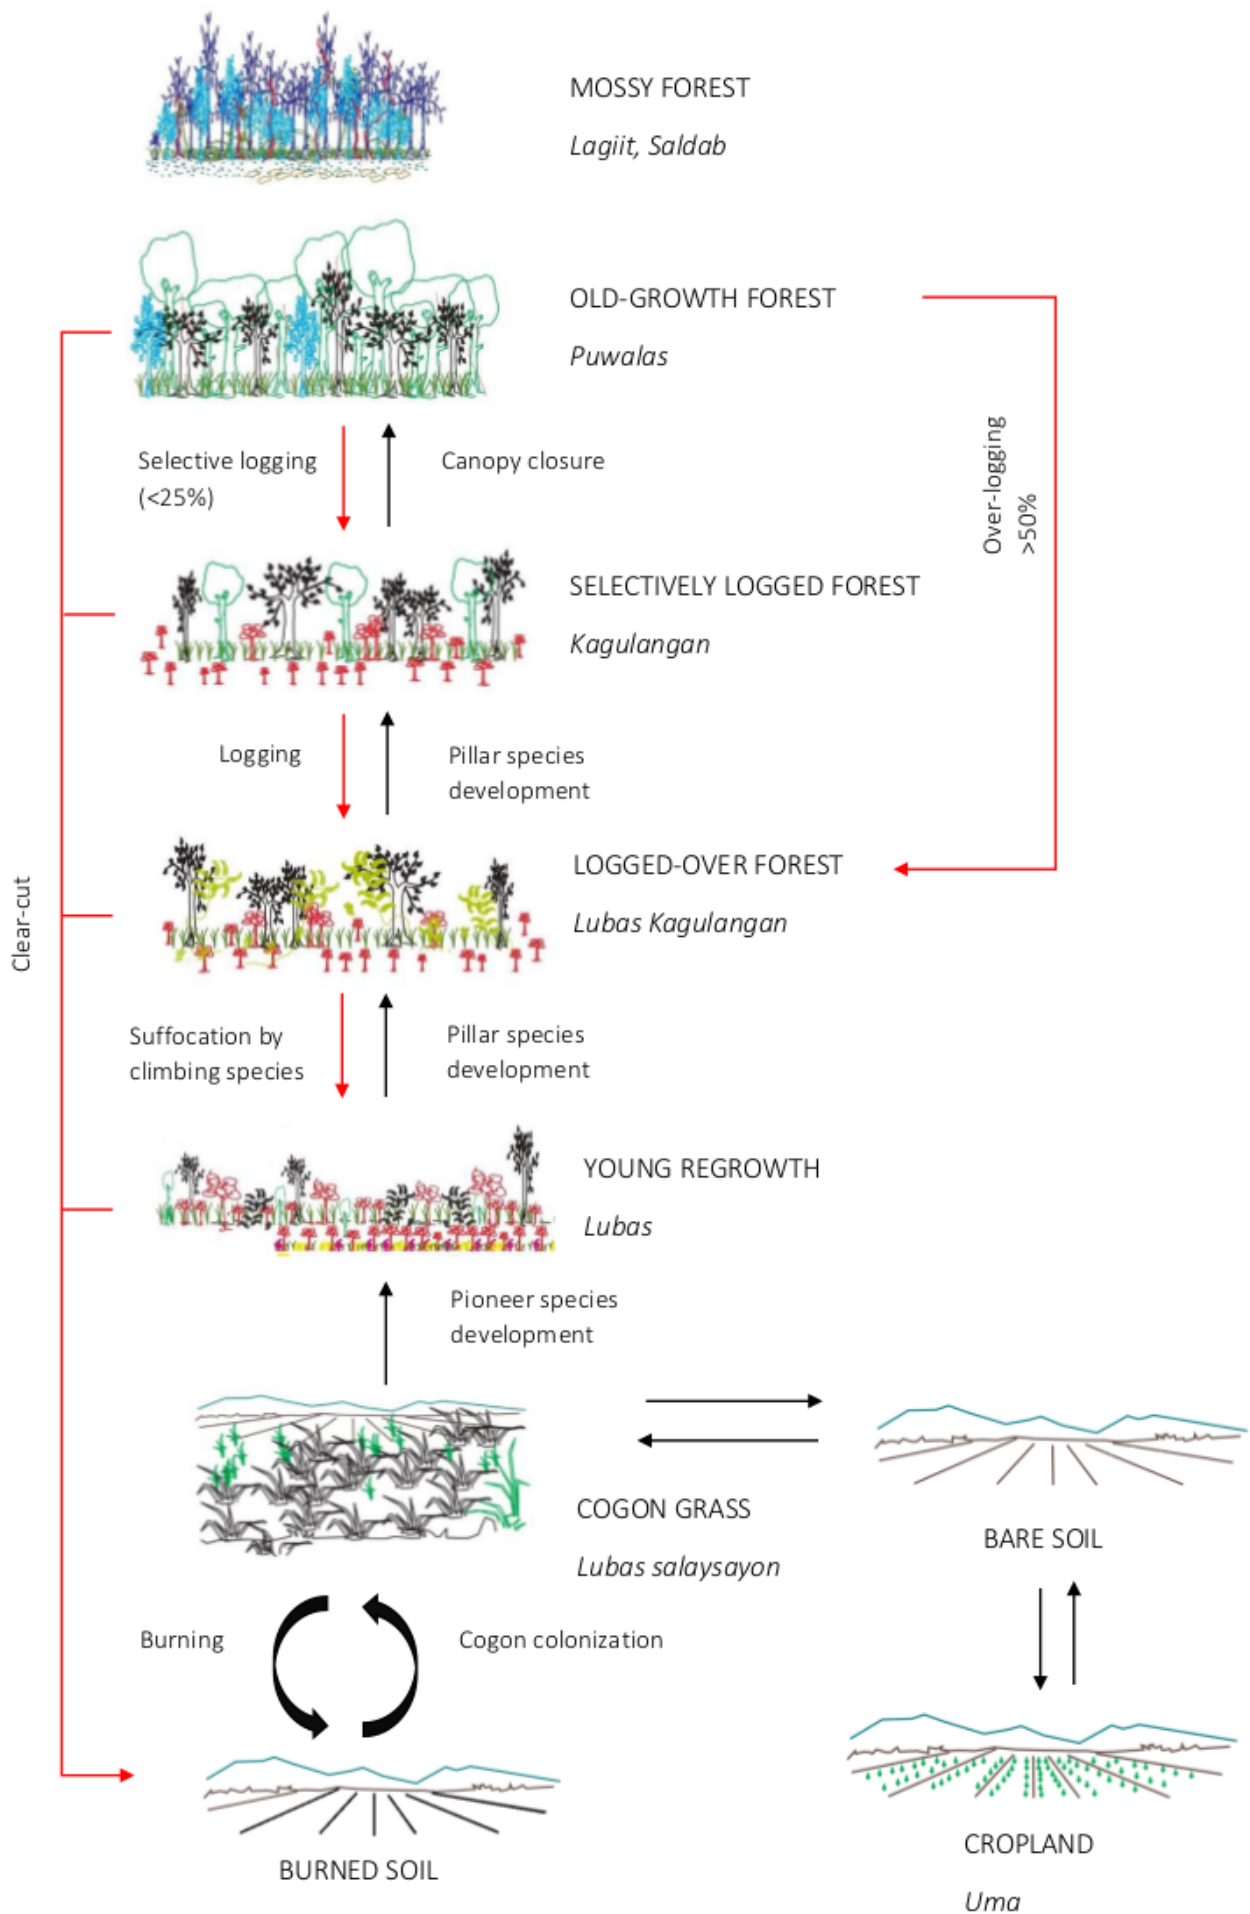 MOSSY FOREST
Lagiit, Saldab
OLD-GROWTH FOREST
Puwalas
Selective logging
(<25%)
Canopy closure
Over-logging
>50%
SELECTIVELY LOGGED FOREST
Kagulangan
Logging
Pillar species
development
LOGGED-OVER FOREST
Lubas Kagulangan
Clear-cut
Suffocation by
climbing species
Pillar species
development
YOUNG REGROWTH
Lubas
Pioneer species
development
COGON GRASS
Lubas salaysayon
BARE SOIL
Burning
Cogon colonization
BURNED SOIL
CROPLAND
Uma